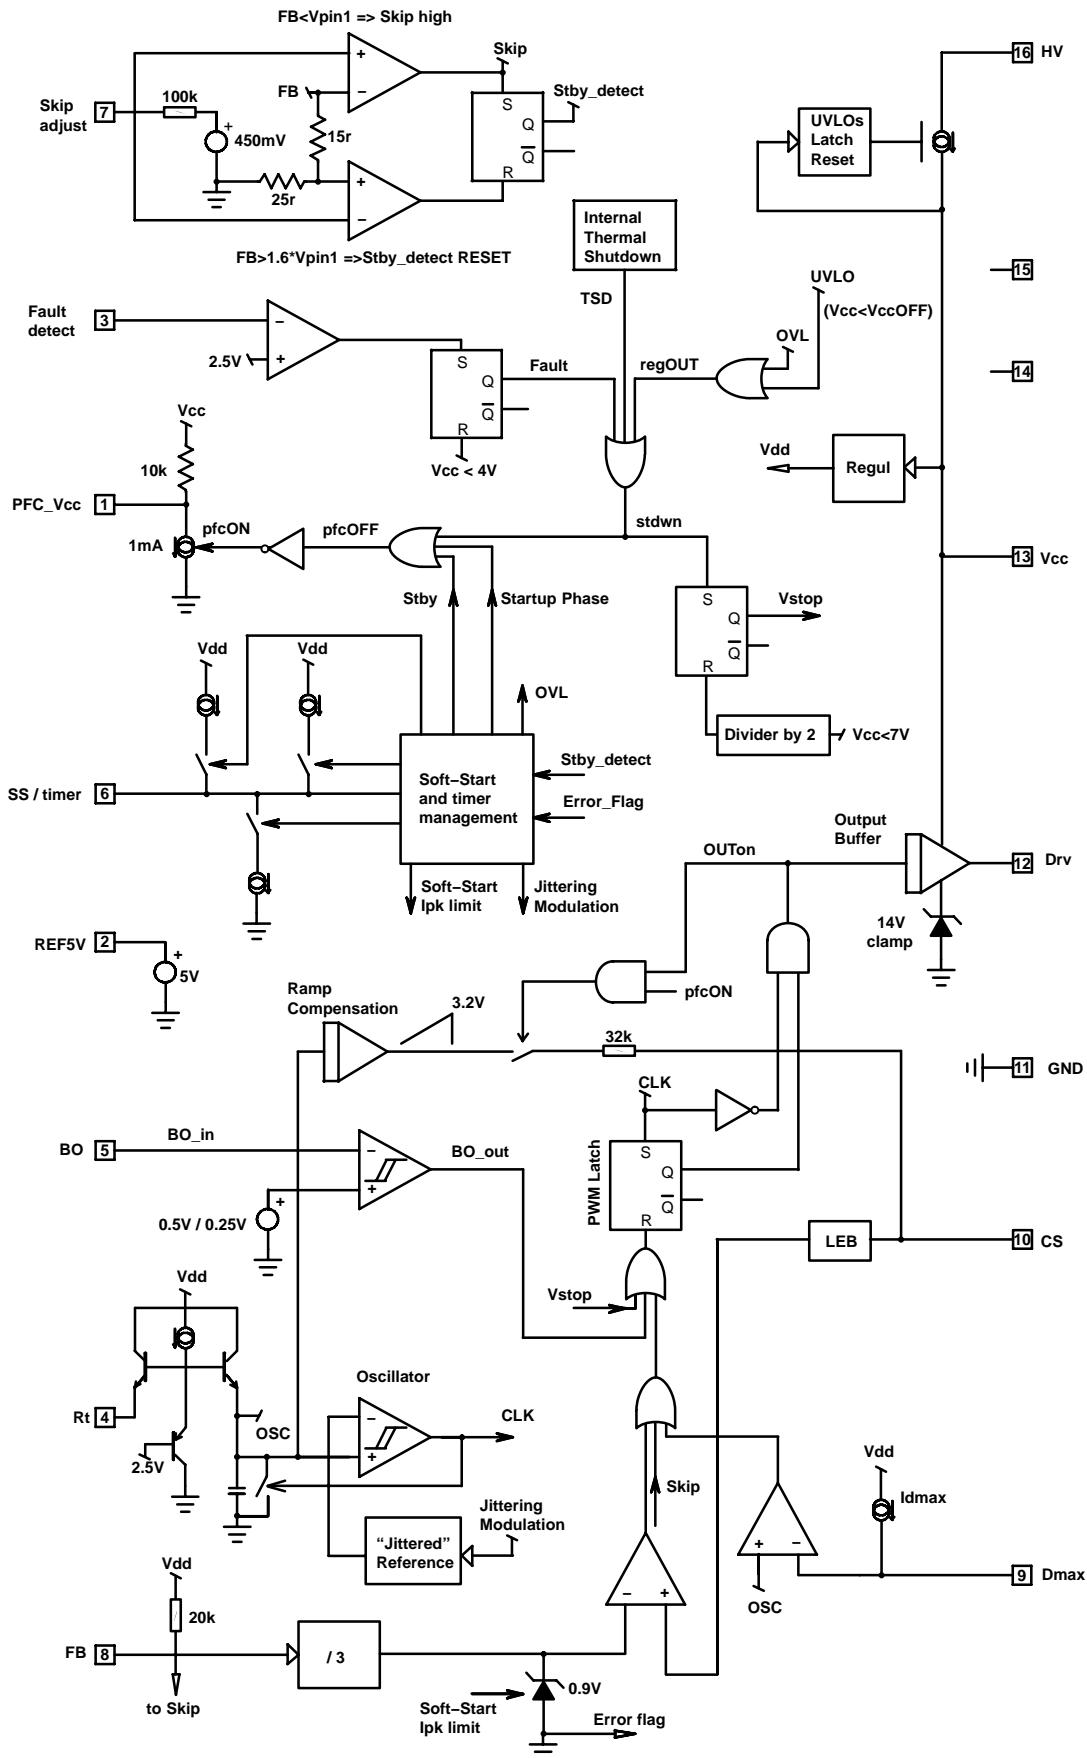 FB<Vpin1 => Skip high
Skip
Skip
adjust
7
100k
+
450mV
FB
15r
25r
+
−
+
−
S
Q
Q
R
Stby_detect
FB>1.6*Vpin1 =>Stby_detect RESET
16
HV
UVLOs
Latch
Reset
15
14
Internal
Thermal
Shutdown
TSD
UVLO
(Vcc<VccOFF)
OVL
regOUT
Fault
detect
3
−
+
2.5V
S
Q
Q
R
Fault
Vcc < 4V
Vdd
Regul
Vcc
10k
PFC_Vcc
1
1mA
pfcON
pfcOFF
stdwn
13
Vcc
Stby
Startup Phase
S
Q
Q
R
Vstop
Divider by 2
Vcc<7V
Vdd
Vdd
OVL
SS / timer
6
Soft−Start
and timer
management
Stby_detect
Error_Flag
Soft−Start
Ipk limit
Jittering
Modulation
Output
Buffer
OUTon
12
Drv
14V
clamp
REF5V
2
+
5V
pfcON
Ramp
Compensation
3.2V
32k
11
GND
CLK
BO
5
BO_in
−
+
BO_out
+
0.5V / 0.25V
PWM Latch
S
Q
Q
R
LEB
10
CS
Vstop
Vdd
Rt
4
2.5V
OSC
Oscillator
−
+
CLK
Jittering
Modulation
“Jittered”
Reference
Skip
+
−
OSC
Vdd
Idmax
9
Dmax
−
+
Vdd
20k
FB
8
/ 3
to Skip
Soft−Start
Ipk limit
0.9V
Error flag